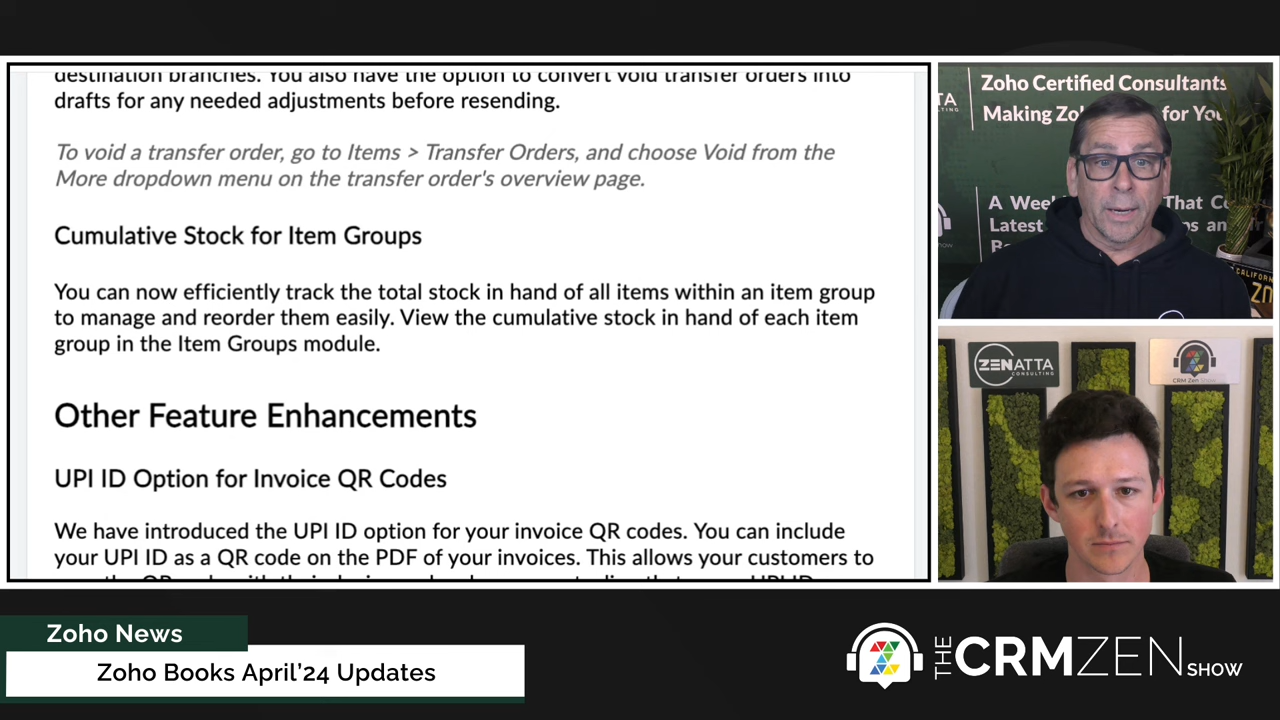 destination branches. You also have the option to convert void transfer orders into
drafts for any needed adjustments before resending.
To void a transfer order, go to Items > Transfer Orders, and choose Void from the
More dropdown menu on the transfer order's overview page.
Cumulative Stock for Item Groups
You can now efficiently track the total stock in hand of all items within an item group
to manage and reorder them easily. View the cumulative stock in hand of each item
group in the Item Groups module.
Other Feature Enhancements
UPI ID Option for Invoice QR Codes
We have introduced the UPI ID option for your invoice QR codes. You can include
your UPI ID as a QR code on the PDF of your invoices. This allows your customers to
Zoho Certified Consultants
Making for
A That
Latest
CALIFORN
ZENATTA
CONSULTING
CRM Zen Show
Zoho News
Zoho Books April'24 Updates
THE CRMZEN SHOW